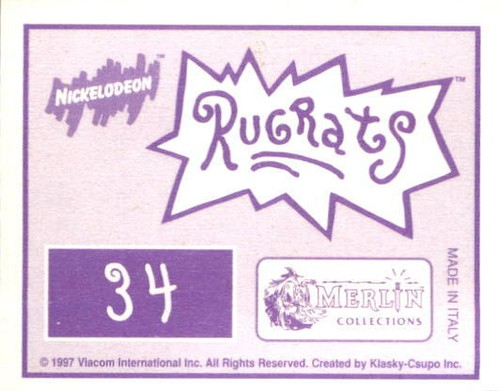 NICKELODEON
™
RUGRATS
™
34
MERLIN
COLLECTIONS
MADE IN ITALY
© 1997 Viacom International Inc. All Rights Reserved. Created by Klasky-Csupo Inc.